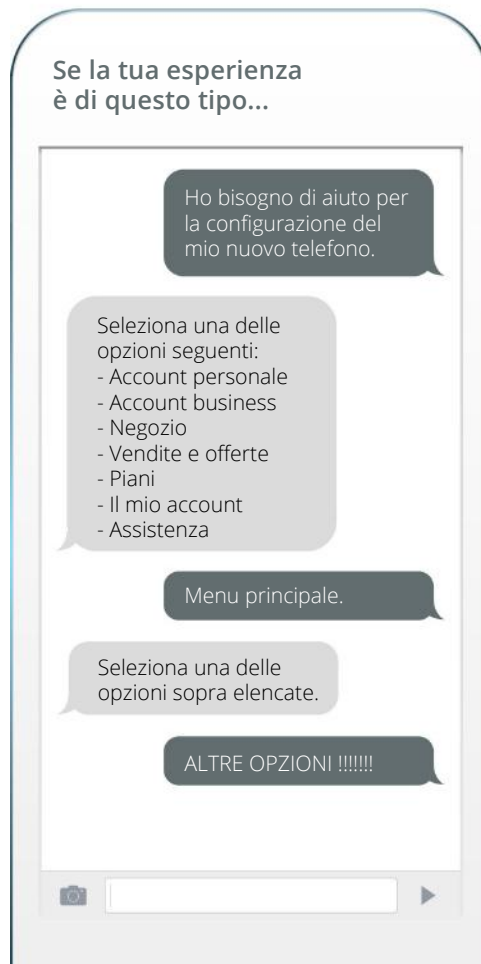 Se la tua esperienza
è di questo tipo...
Ho bisogno di aiuto per
la configurazione del
mio nuovo telefono.
Seleziona una delle
opzioni seguenti:
- Account personale
- Account business
- Negozio
- Vendite e offerte
- Piani
- Il mio account
- Assistenza
Menu principale.
Seleziona una delle
opzioni sopra elencate.
ALTRE OPZIONI !!!!!!!